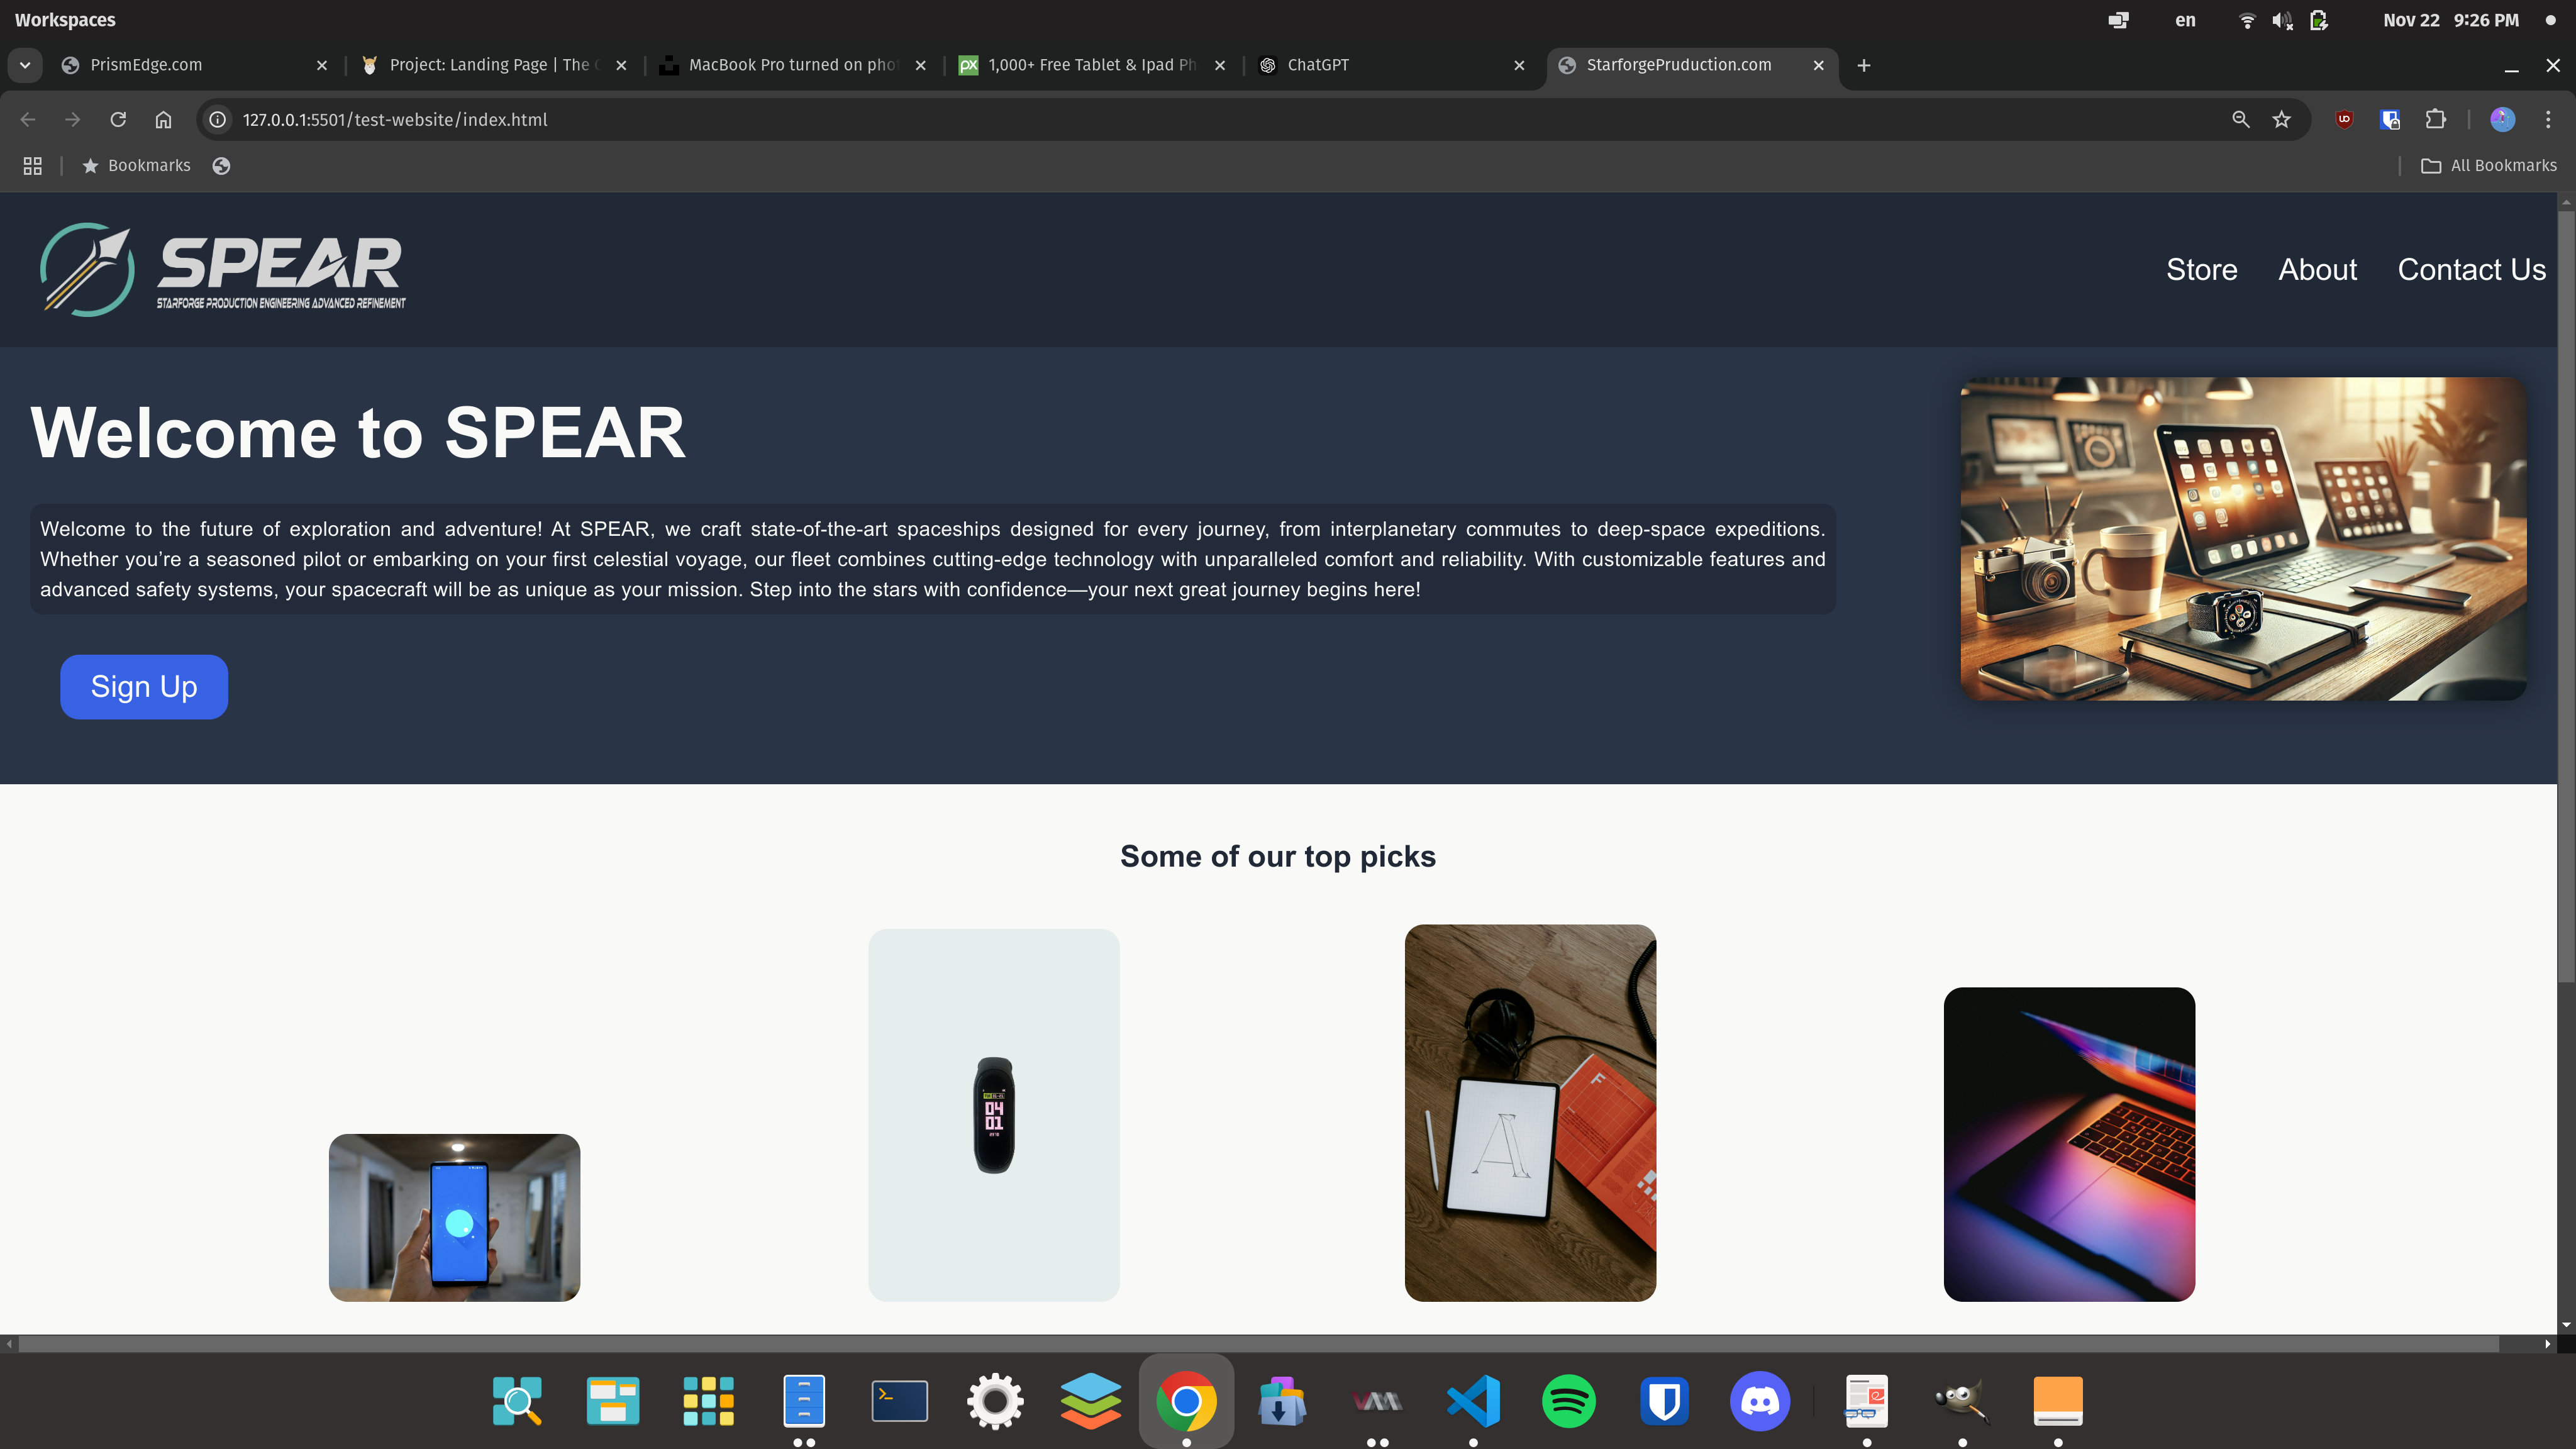 Workspaces
en
Nov 22 9:26 PM
PrismEdge.com
Project: Landing Page | The
MacBook Pro turned on pho
1,000+ Free Tablet & Ipad Ph
ChatGPT
StarforgePruduction.com
127.0.0.1:5501/test-website/index.html
Bookmarks
All Bookmarks
SPEAR
STARFORGE PRODUCTION ENGINEERING ADVANCED REFINEMENT
Store
About
Contact Us
Welcome to SPEAR
Welcome to the future of exploration and adventure! At SPEAR, we craft state-of-the-art spaceships designed for every journey, from interplanetary commutes to deep-space expeditions.
Whether you’re a seasoned pilot or embarking on your first celestial voyage, our fleet combines cutting-edge technology with unparalleled comfort and reliability. With customizable features and
advanced safety systems, your spacecraft will be as unique as your mission. Step into the stars with confidence—your next great journey begins here!
Sign Up
Some of our top picks
04
01
A
F